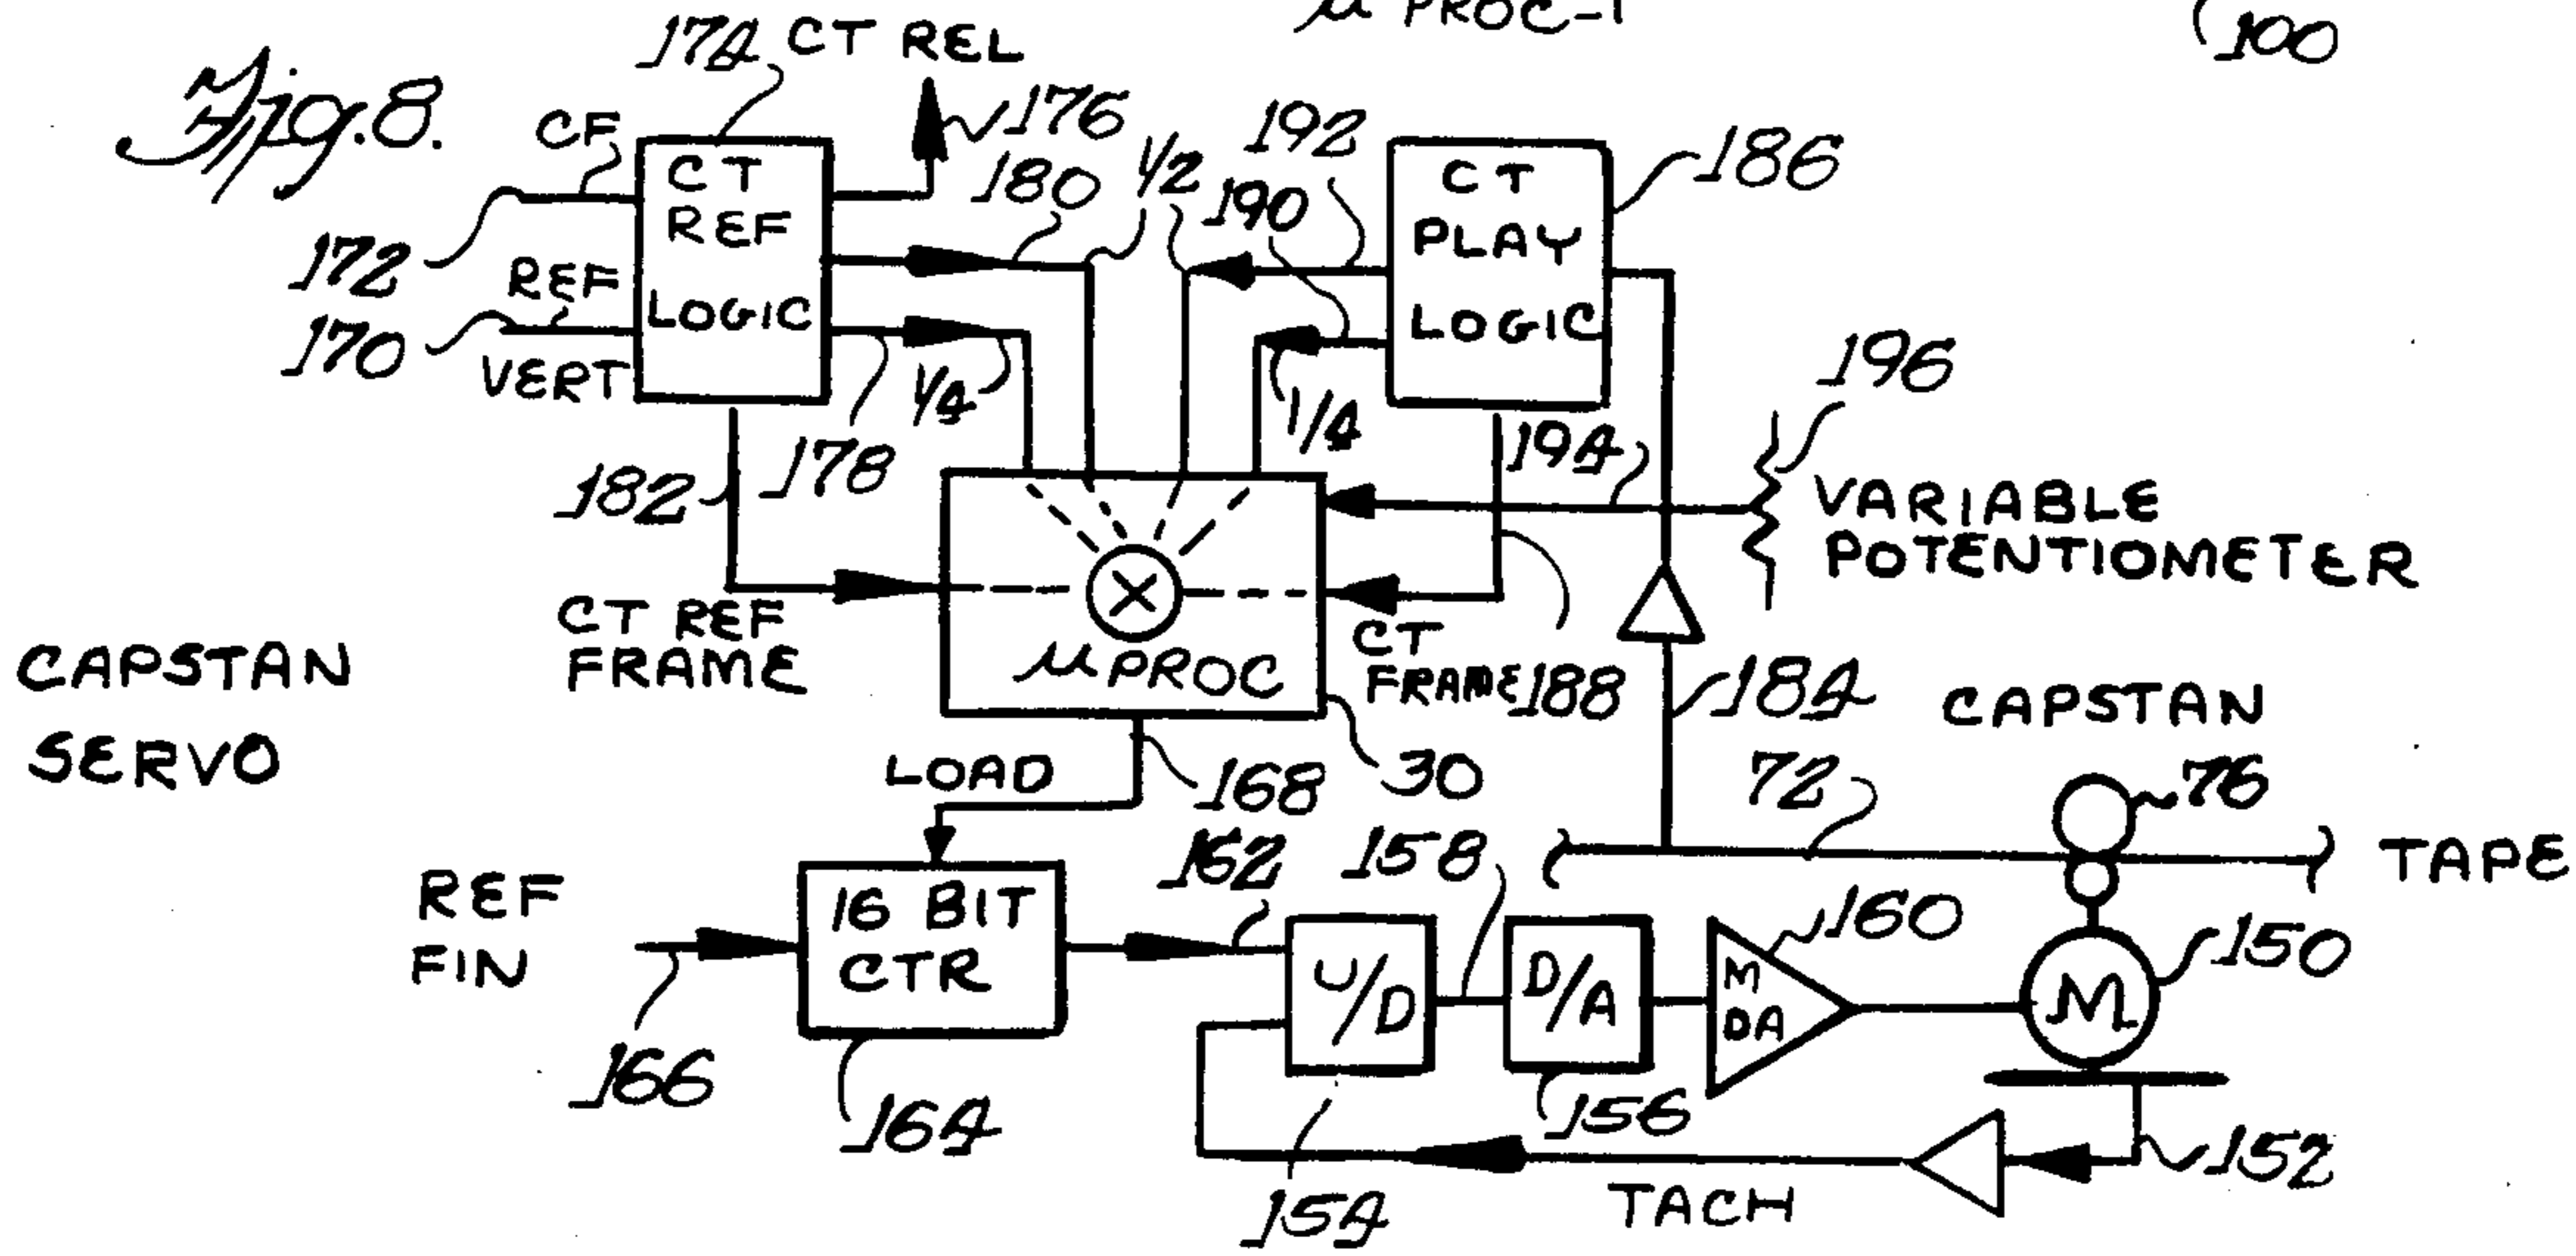 µ PROC-1
100
Fig. 8.
174 CT REL
176
CF
172
REF
170
VERT
CT
REF
LOGIC
180
1/2
192
190
CT
PLAY
LOGIC
186
1/4
178
1/4
182
194
196
VARIABLE
POTENTIOMETER
CT REF
FRAME
µ PROC
CT
FRAME 188
184
CAPSTAN
SERVO
LOAD
168
30
CAPSTAN
72
76
TAPE
REF
FIN
166
16 BIT
CTR
164
162
158
U/D
D/A
M
DA
160
M
150
154
156
TACH
152